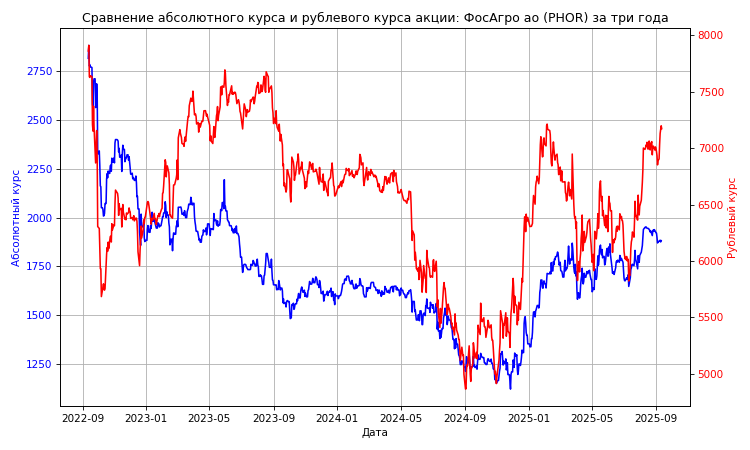 Сравнение абсолютного курса и рублевого курса акции: ФосАгро ао (PHOR) за три года
Абсолютный курс
2750
2500
2250
2000
1750
1500
1250
8000
7500
7000
6500
6000
5500
5000
Рублевый курс
2022-09 2023-01 2023-05 2023-09 2024-01 2024-05 2024-09 2025-01 2025-05 2025-09
Дата